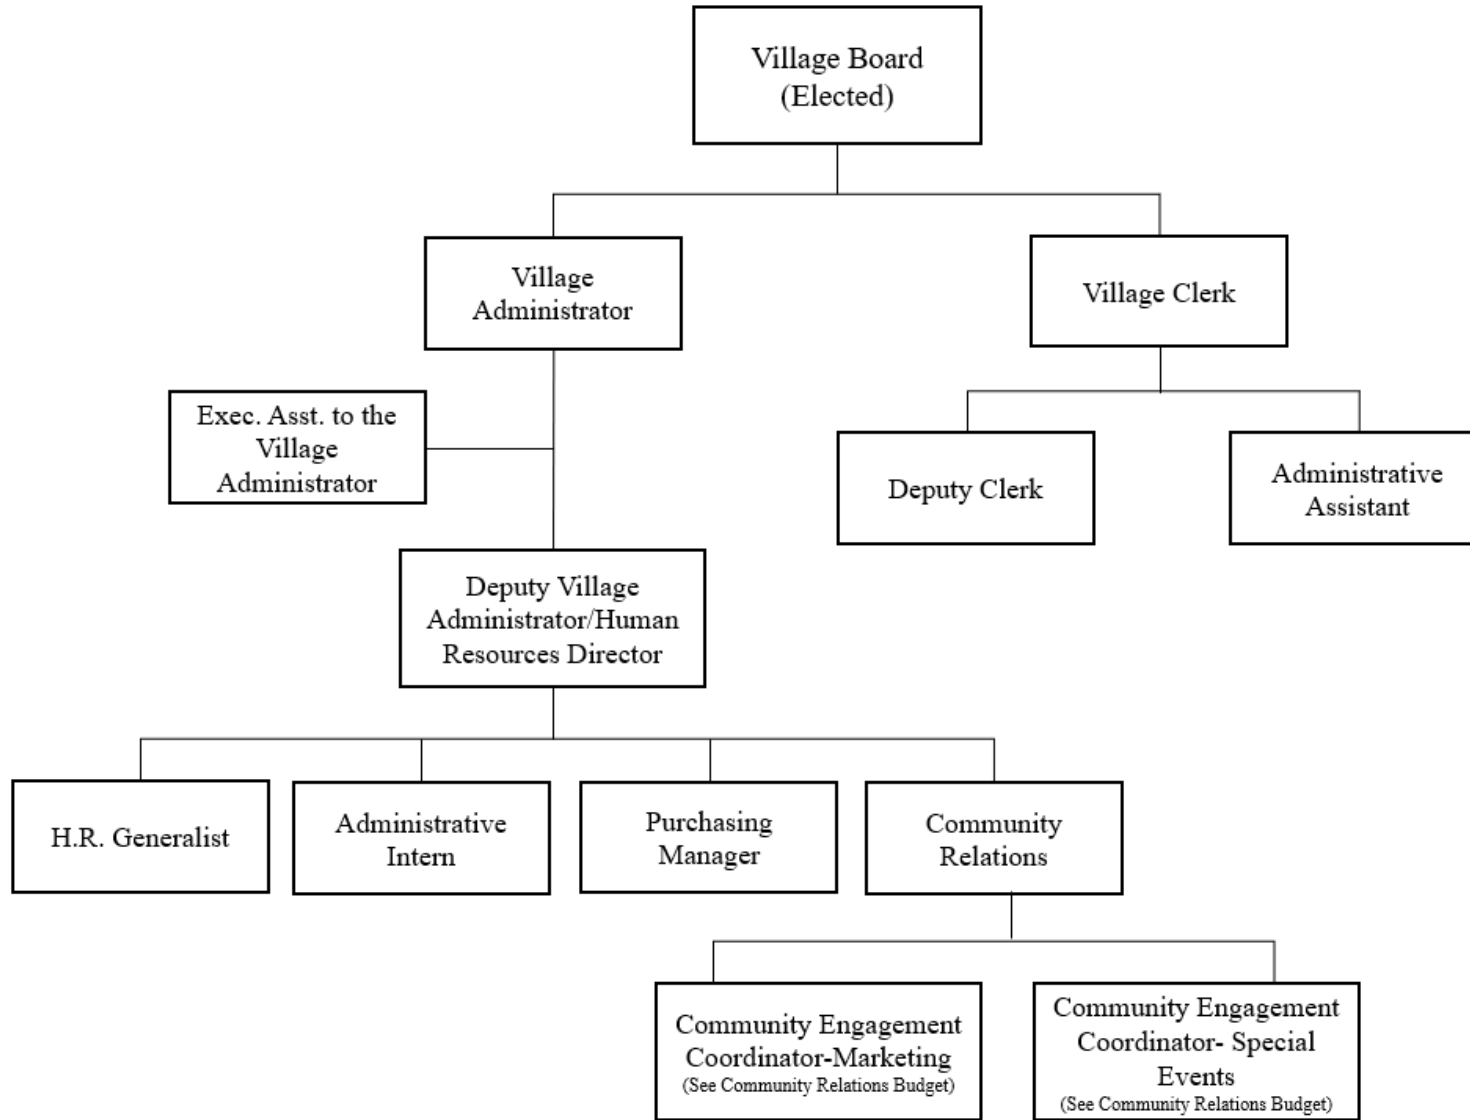 Village Board
(Elected)
Village
Administrator
Village Clerk
Exec. Asst. to the
Village
Administrator
Deputy Clerk
Administrative
Assistant
Deputy Village
Administrator/Human
Resources Director
H.R. Generalist
Administrative
Intern
Purchasing
Manager
Community
Relations
Community Engagement
Coordinator-Marketing
(See Community Relations Budget)
Community Engagement
Coordinator- Special
Events
(See Community Relations Budget)